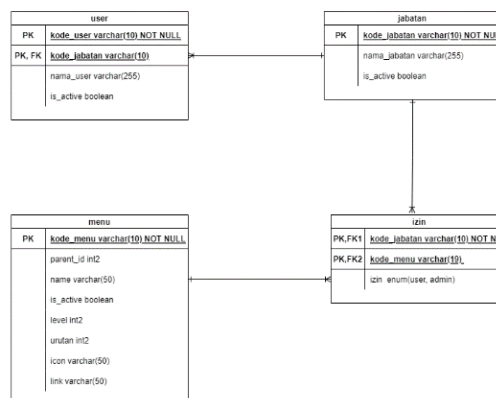 user
PK kode_user varchar(10) NOT NULL
PK, FK kode_jabatan varchar(10)
nama_user varchar(255)
is_active boolean
jabatan
PK kode_jabatan varchar(10) NOT
nama_jabatan varchar(255)
is_active boolean
menu
PK kode_menu varchar(10) NOT NULL
parent_id int2
name varchar(50)
is_active boolean
level int2
urutan int2
icon varchar(50)
link varchar(50)
izin
PK,FK1 kode_jabatan varchar(10) NOT
PK,FK2 kode_menu varchar(10)
izin enum(user, admin)